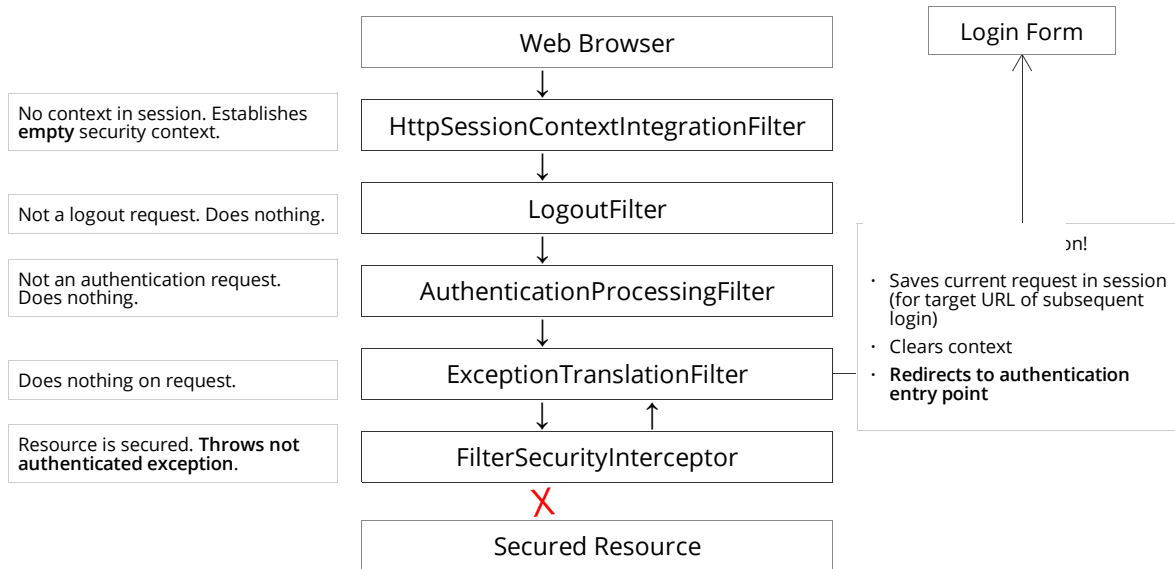 Web Browser
Login Form
No context in session. Establishes
empty security context.
HttpSessionContextIntegrationFilter
Not a logout request. Does nothing.
LogoutFilter
on!
Not an authentication request.
Does nothing.
AuthenticationProcessingFilter
· Saves current request in session
(for target URL of subsequent
login)
· Clears context
· Redirects to authentication
entry point
Does nothing on request.
ExceptionTranslationFilter
Resource is secured. Throws not
authenticated exception.
FilterSecurityInterceptor
X
Secured Resource